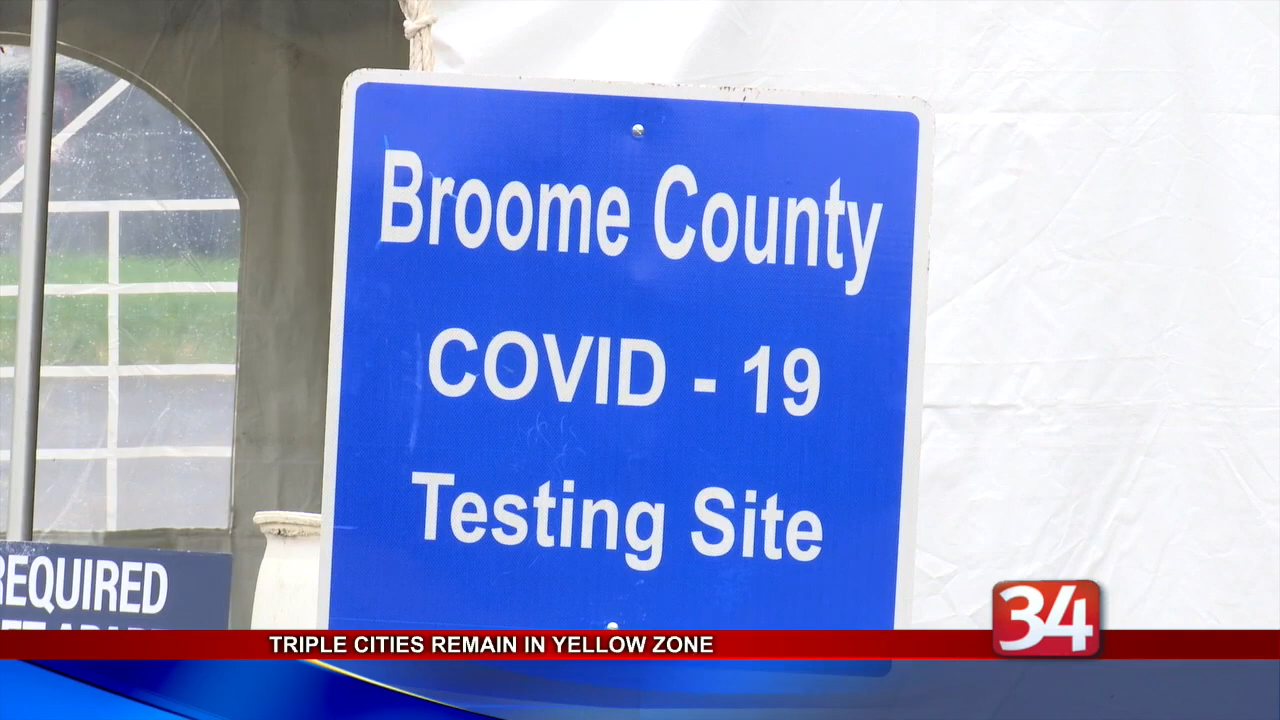 Broome County
COVID - 19
Testing Site
REQUIRED
TRIPLE CITIES REMAIN IN YELLOW ZONE
34